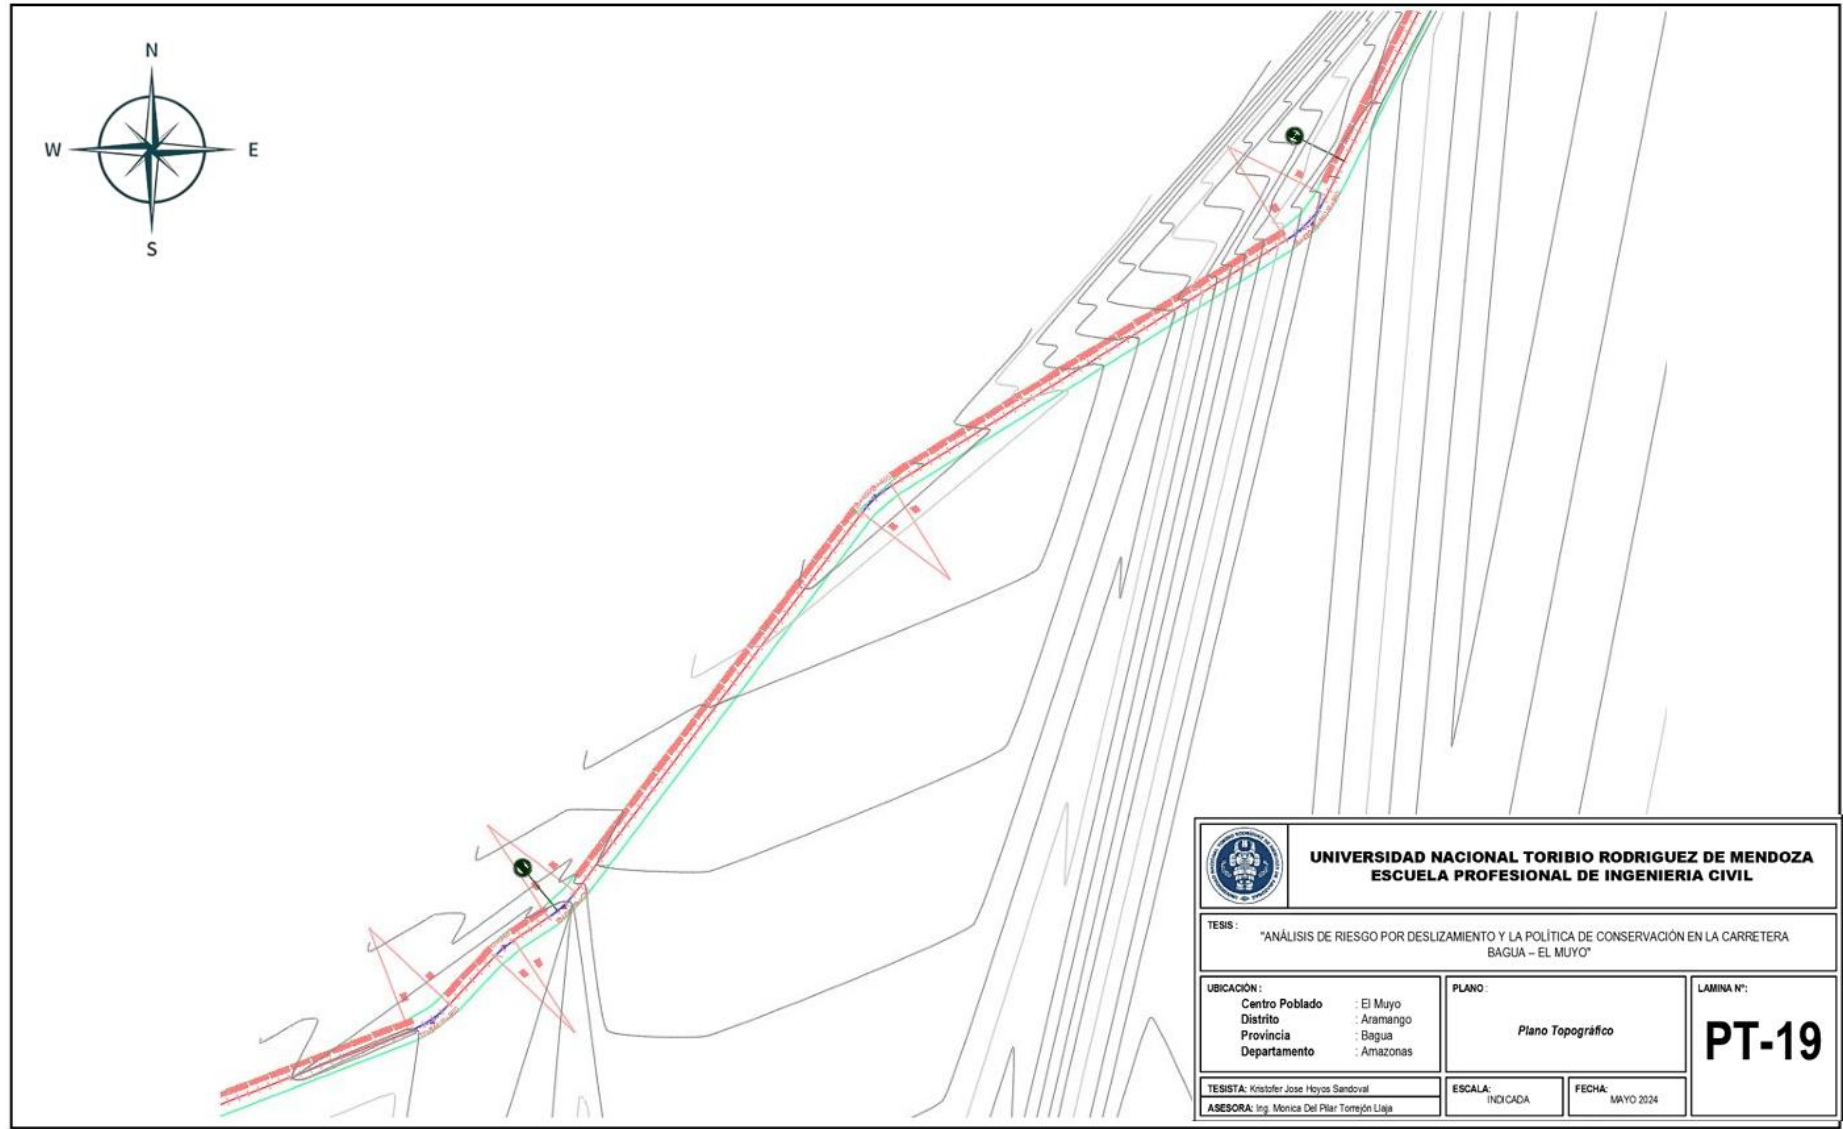 N
W
E
S
UNIVERSIDAD NACIONAL TORIBIO RODRIGUEZ DE MENDOZA
ESCUELA PROFESIONAL DE INGENIERIA CIVIL
TESIS :
"ANÁLISIS DE RIESGO POR DESLIZAMIENTO Y LA POLÍTICA DE CONSERVACIÓN EN LA CARRETERA
BAGUA – EL MUYO"
UBICACIÓN :
Centro Poblado : El Muyo
Distrito : Aramango
Provincia : Bagua
Departamento : Amazonas
PLANO :
Plano Topográfico
LAMINA N°:
PT-19
TESISTA: Kristofer Jose Hoyos Sandoval
ASESORA: Ing. Monica Del Pilar Torrejón Llaja
ESCALA:
INDICADA
FECHA:
MAYO 2024